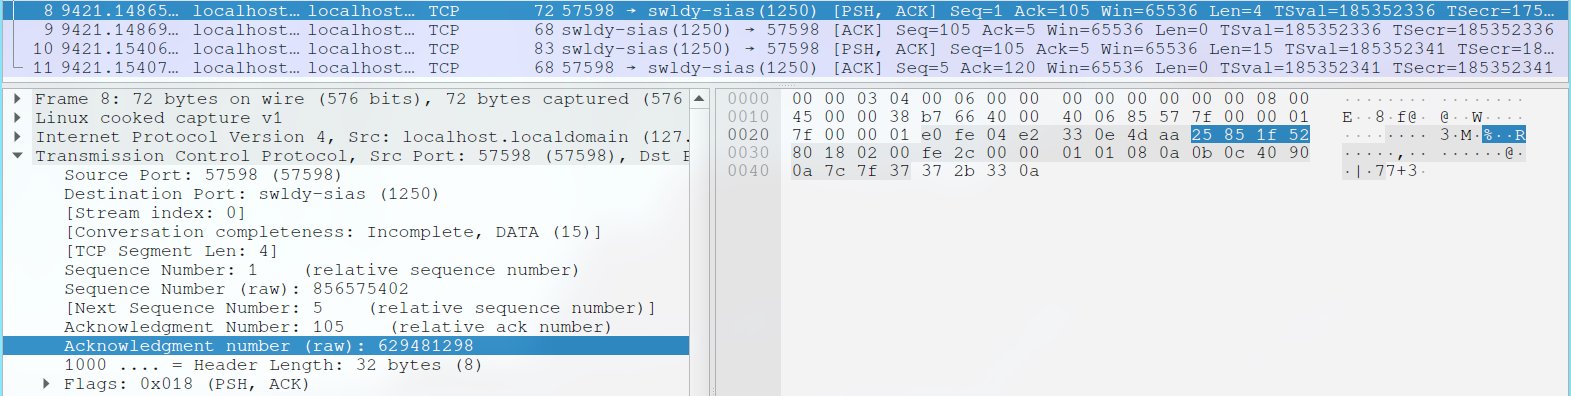 8 9421.14865… localhost… localhost… TCP 72 57598 → swldy-sias(1250) [PSH, ACK] Seq=1 Ack=105 Win=65536 Len=4 TSval=185352336 TSecr=175…
9 9421.14869… localhost… localhost… TCP 68 swldy-sias(1250) → 57598 [ACK] Seq=105 Ack=5 Win=65536 Len=0 TSval=185352336 TSecr=185352336
10 9421.15406… localhost… localhost… TCP 83 swldy-sias(1250) → 57598 [PSH, ACK] Seq=105 Ack=5 Win=65536 Len=15 TSval=185352341 TSecr=18…
11 9421.15407… localhost… localhost… TCP 68 57598 → swldy-sias(1250) [ACK] Seq=5 Ack=120 Win=65536 Len=0 TSval=185352341 TSecr=185352341
Frame 8: 72 bytes on wire (576 bits), 72 bytes captured (576
Linux cooked capture v1
Internet Protocol Version 4, Src: localhost.localdomain (127.
Transmission Control Protocol, Src Port: 57598 (57598), Dst P
Source Port: 57598 (57598)
Destination Port: swldy-sias (1250)
[Stream index: 0]
[Conversation completeness: Incomplete, DATA (15)]
[TCP Segment Len: 4]
Sequence Number: 1 (relative sequence number)
Sequence Number (raw): 856575402
[Next Sequence Number: 5 (relative sequence number)]
Acknowledgment Number: 105 (relative ack number)
Acknowledgment number (raw): 629481298
1000 .... = Header Length: 32 bytes (8)
Flags: 0x018 (PSH, ACK)
0000 00 00 03 04 00 06 00 00 00 00 00 00 00 00 08 00 ········ ········
0010 45 00 00 38 b7 66 40 00 40 06 85 57 7f 00 00 01 E··8·f@· @··W····
0020 7f 00 00 01 e0 fe 04 e2 33 0e 4d aa 25 85 1f 52 ········ 3·M·%··R
0030 80 18 02 00 fe 2c 00 00 01 01 08 0a 0b 0c 40 90 ·····,·· ······@·
0040 0a 7c 7f 37 37 2b 33 0a ·|·77+3·